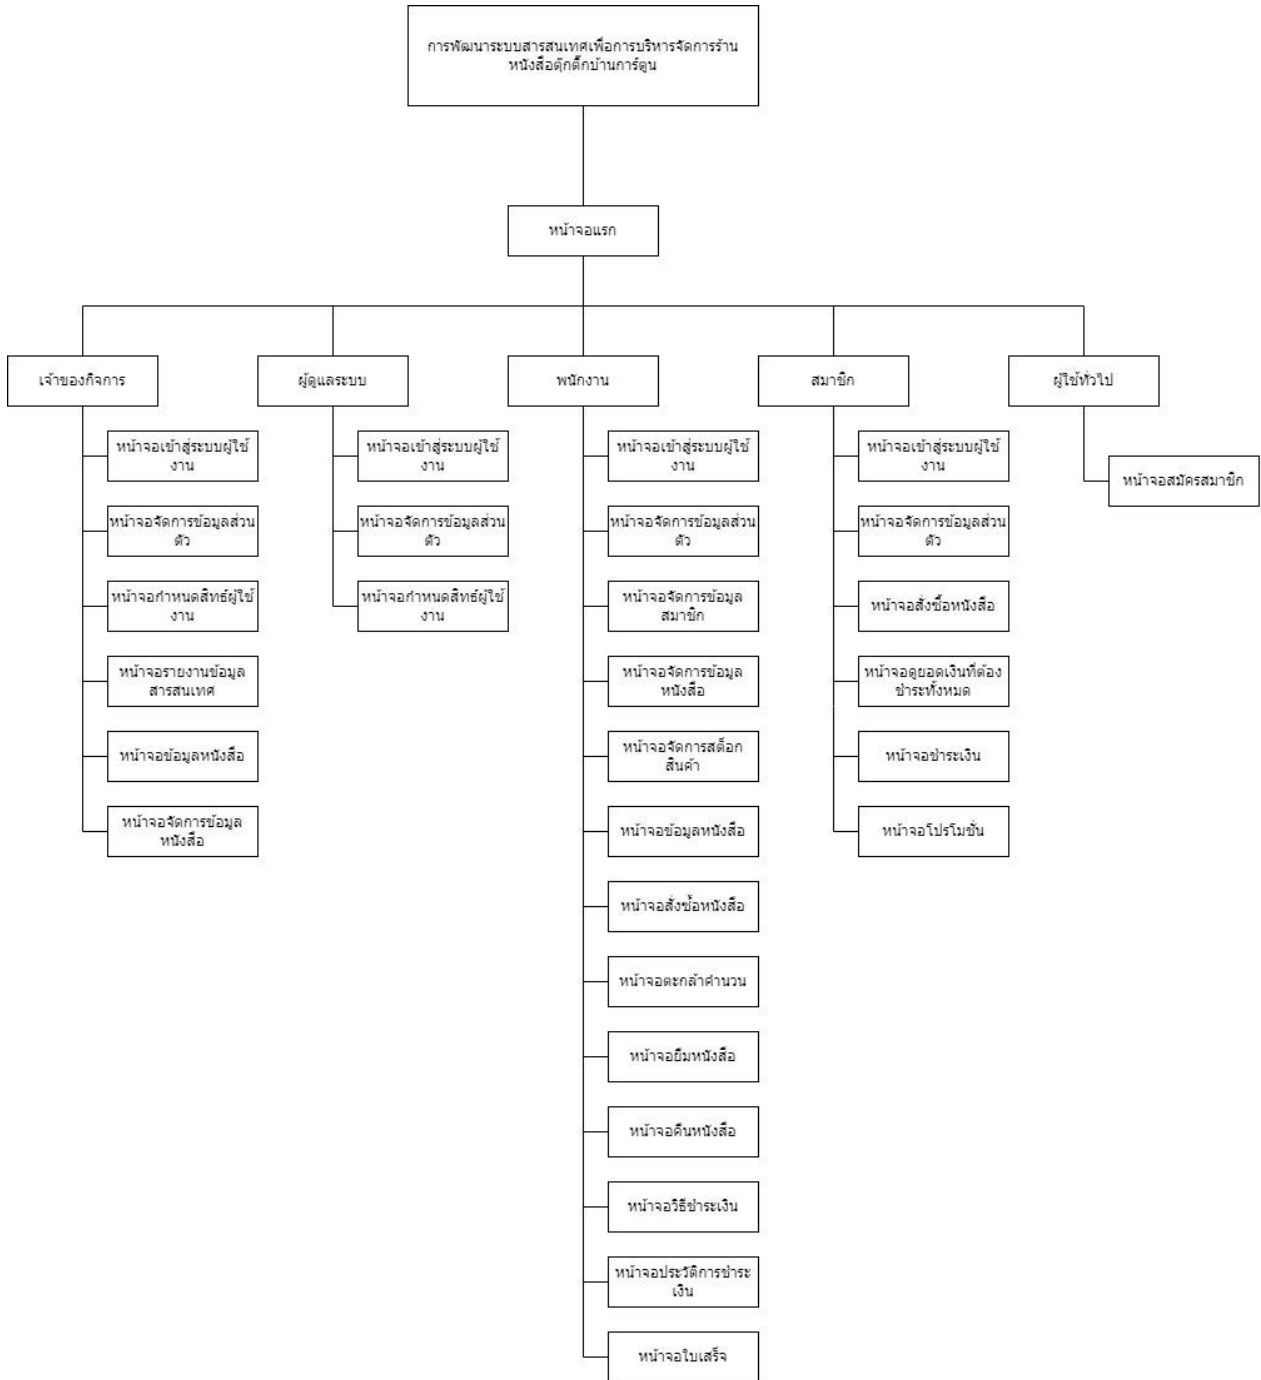 การพัฒนาระบบสารสนเทศเพื่อการบริหารจัดการร้าน
หนังสือตุ๊กติ๊กบ้านการ์ตูน
หน้าจอแรก
เจ้าของกิจการ
หน้าจอเข้าสู่ระบบผู้ใช้
งาน
หน้าจอจัดการข้อมูลส่วน
ตัว
หน้าจอกำหนดสิทธ์ผู้ใช้
งาน
หน้าจอรายงานข้อมูล
สารสนเทศ
หน้าจอข้อมูลหนังสือ
หน้าจอจัดการข้อมูล
หนังสือ
ผู้ดูแลระบบ
หน้าจอเข้าสู่ระบบผู้ใช้
งาน
หน้าจอจัดการข้อมูลส่วน
ตัว
หน้าจอกำหนดสิทธ์ผู้ใช้
งาน
พนักงาน
หน้าจอเข้าสู่ระบบผู้ใช้
งาน
หน้าจอจัดการข้อมูลส่วน
ตัว
หน้าจอจัดการข้อมูล
สมาชิก
หน้าจอจัดการข้อมูล
หนังสือ
หน้าจอจัดการสต็อก
สินค้า
หน้าจอข้อมูลหนังสือ
หน้าจอสั่งซ้อหนังสือ
หน้าจอตะกล้าคำนวน
หน้าจอยืมหนังสือ
หน้าจอคืนหนังสือ
หน้าจอวิธีชำระเงิน
หน้าจอประวัติการชำระ
เงิน
หน้าจอใบเสร็จ
สมาชิก
หน้าจอเข้าสู่ระบบผู้ใช้
งาน
หน้าจอจัดการข้อมูลส่วน
ตัว
หน้าจอสั่งซื้อหนังสือ
หน้าจอดูยอดเงินที่ต้อง
ชำระทั้งหมด
หน้าจอชำระเงิน
หน้าจอโปรโมชั่น
ผู้ใช้ทั่วไป
หน้าจอสมัครสมาชิก